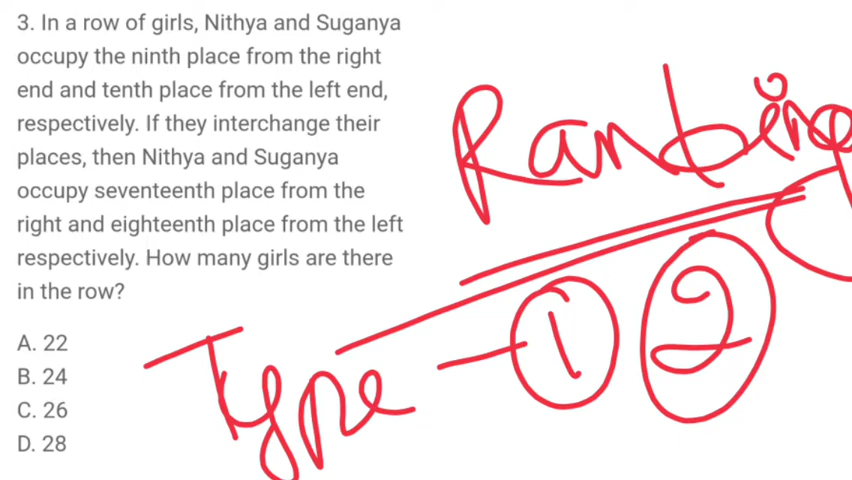 3. In a row of girls, Nithya and Suganya
occupy the ninth place from the right
end and tenth place from the left end,
respectively. If they interchange their
places, then Nithya and Suganya
occupy seventeenth place from the
right and eighteenth place from the left
respectively. How many girls are there
in the row?
A. 22
B. 24
C. 26
D. 28
Ranking
Type - 1 2